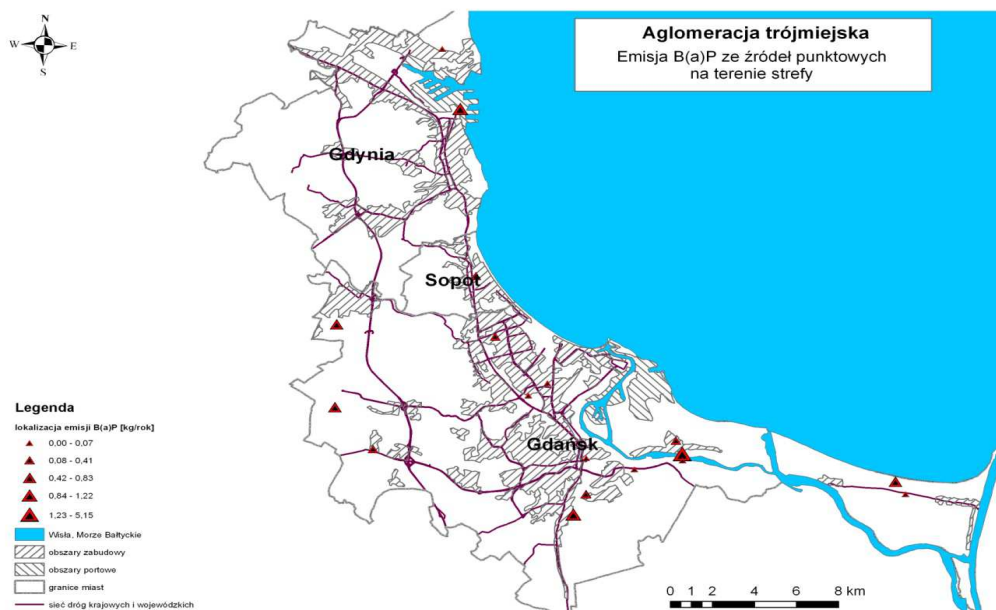 Aglomeracja trójmiejska
Emisja B(a)P ze źródeł punktowych
na terenie strefy
N
W E
S
Gdynia
Sopot
Gdańsk
Legenda
lokalizacja emisji B(a)P [kg/rok]
0,00 - 0,07
0,08 - 0,41
0,42 - 0,83
0,84 - 1,22
1,23 - 5,15
Wisła, Morze Bałtyckie
obszary zabudowy
obszary portowe
granice miast
sieć dróg krajowych i wojewódzkich
0 1 2 4 6 8 km